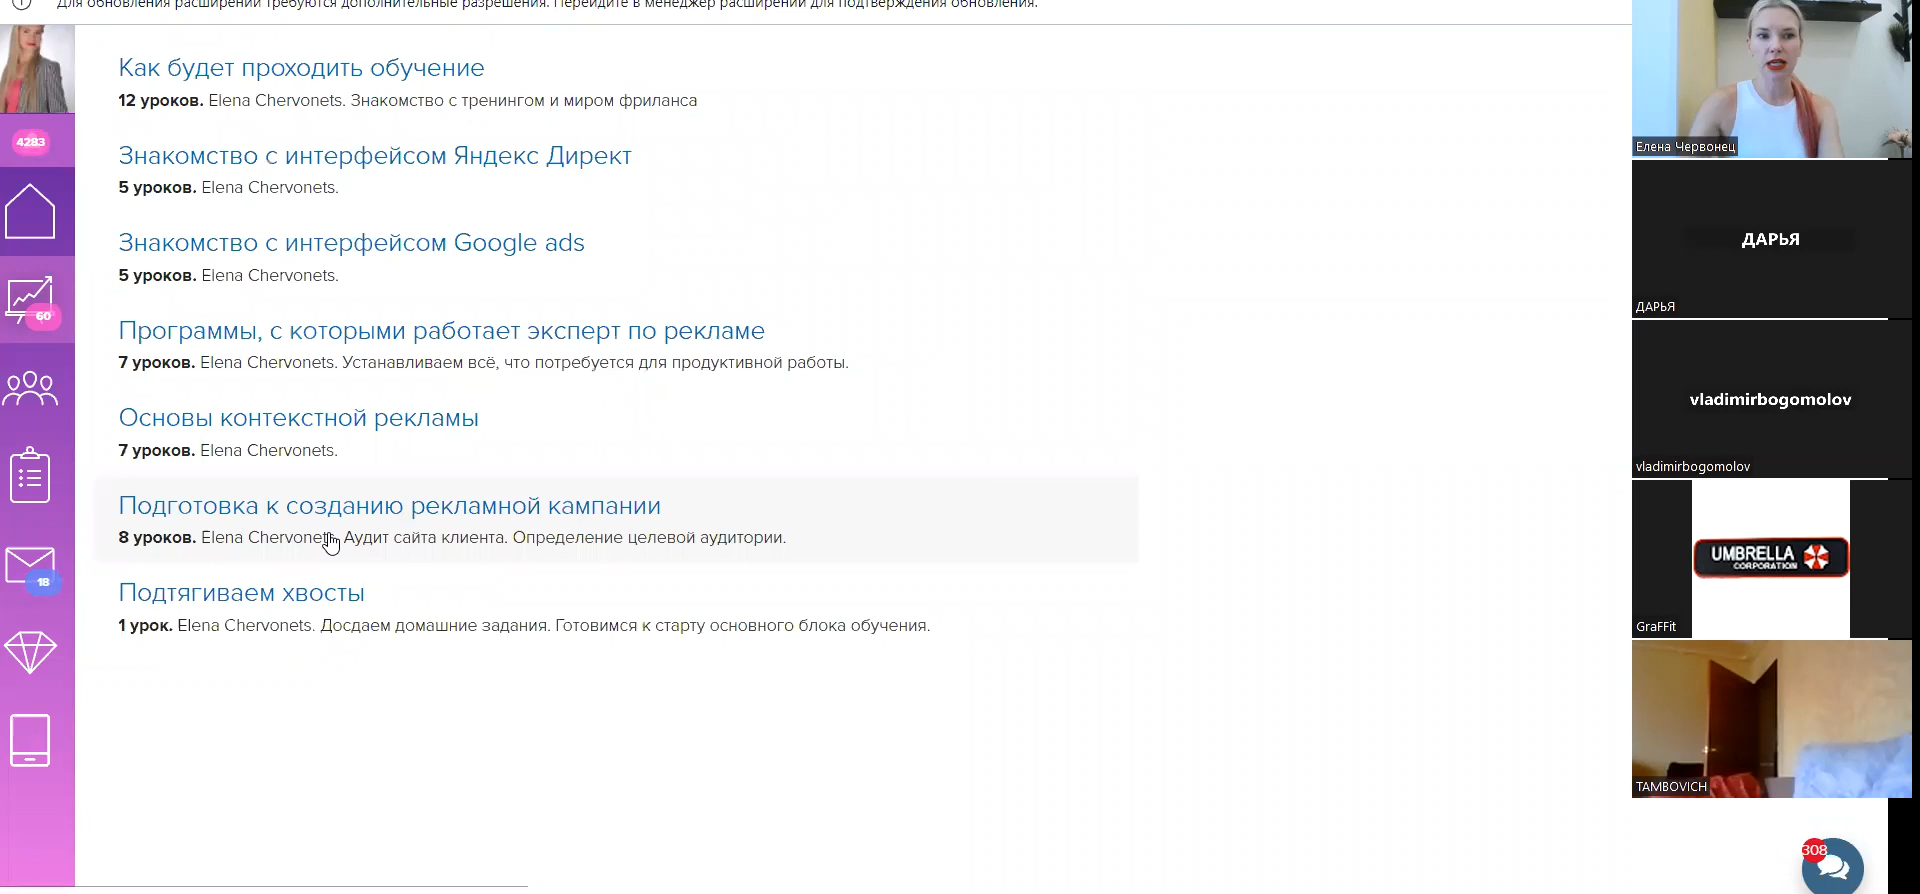 Для обновления расширений требуются дополнительные разрешения. Перейдите в менеджер расширений для подтверждения обновления.
Как будет проходить обучение
12 уроков. Elena Chervonets. Знакомство с тренингом и миром фриланса
Знакомство с интерфейсом Яндекс Директ
5 уроков. Elena Chervonets.
Знакомство с интерфейсом Google ads
5 уроков. Elena Chervonets.
Программы, с которыми работает эксперт по рекламе
7 уроков. Elena Chervonets. Устанавливаем всё, что потребуется для продуктивной работы.
Основы контекстной рекламы
7 уроков. Elena Chervonets.
Подготовка к созданию рекламной кампании
8 уроков. Elena Chervonets. Аудит сайта клиента. Определение целевой аудитории.
Подтягиваем хвосты
1 урок. Elena Chervonets. Досдаем домашние задания. Готовимся к старту основного блока обучения.
4283
60
18
Елена Червонец
ДАРЬЯ
ДАРЬЯ
vladimirbogomolov
vladimirbogomolov
UMBRELLA
CORPORATION
GraFFit
TAMBOVICH
308